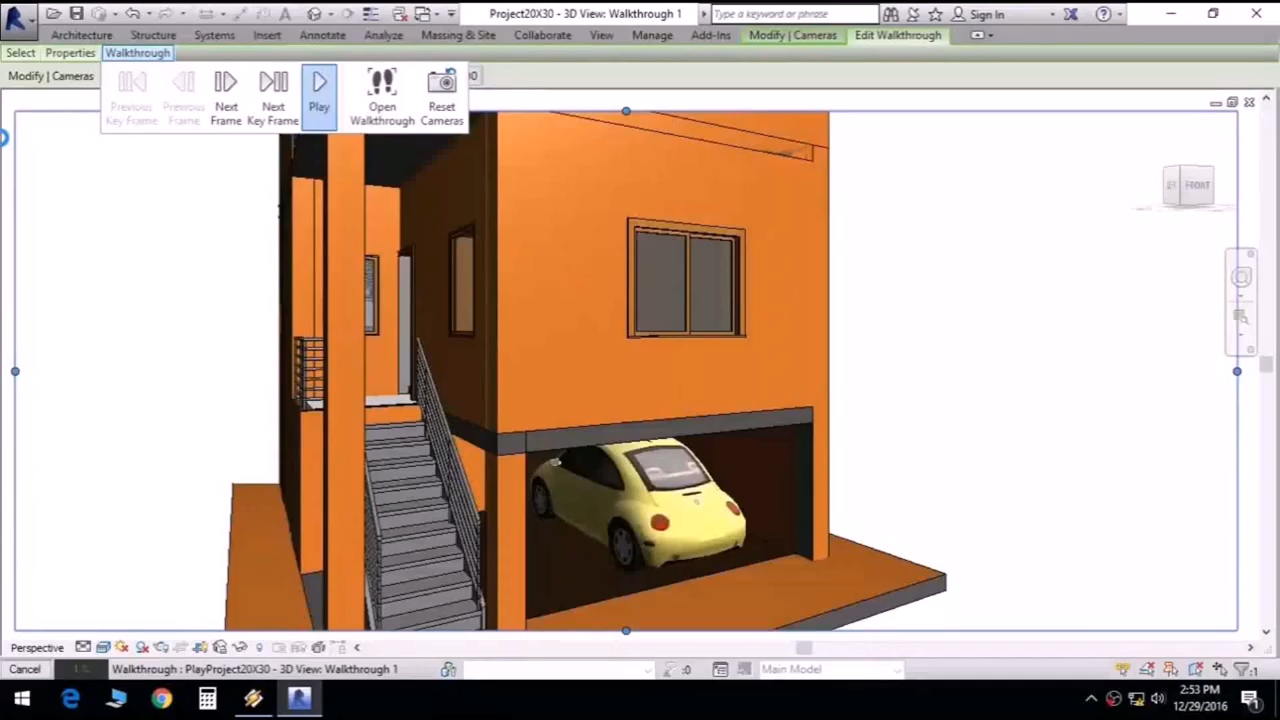 Project20X30 - 3D View: Walkthrough 1
Type a keyword or phrase
Sign In
Architecture Structure Systems Insert Annotate Analyze Massing & Site Collaborate View Manage Add-Ins Modify | Cameras Edit Walkthrough
Select Properties Walkthrough
Modify | Cameras
Previous Key Frame
Previous Frame
Next Frame
Next Key Frame
Play
Open Walkthrough
Reset Cameras
FRONT
Perspective
Cancel
Walkthrough : PlayProject20X30 - 3D View: Walkthrough 1
:0
Main Model
:1
2:53 PM
12/29/2016